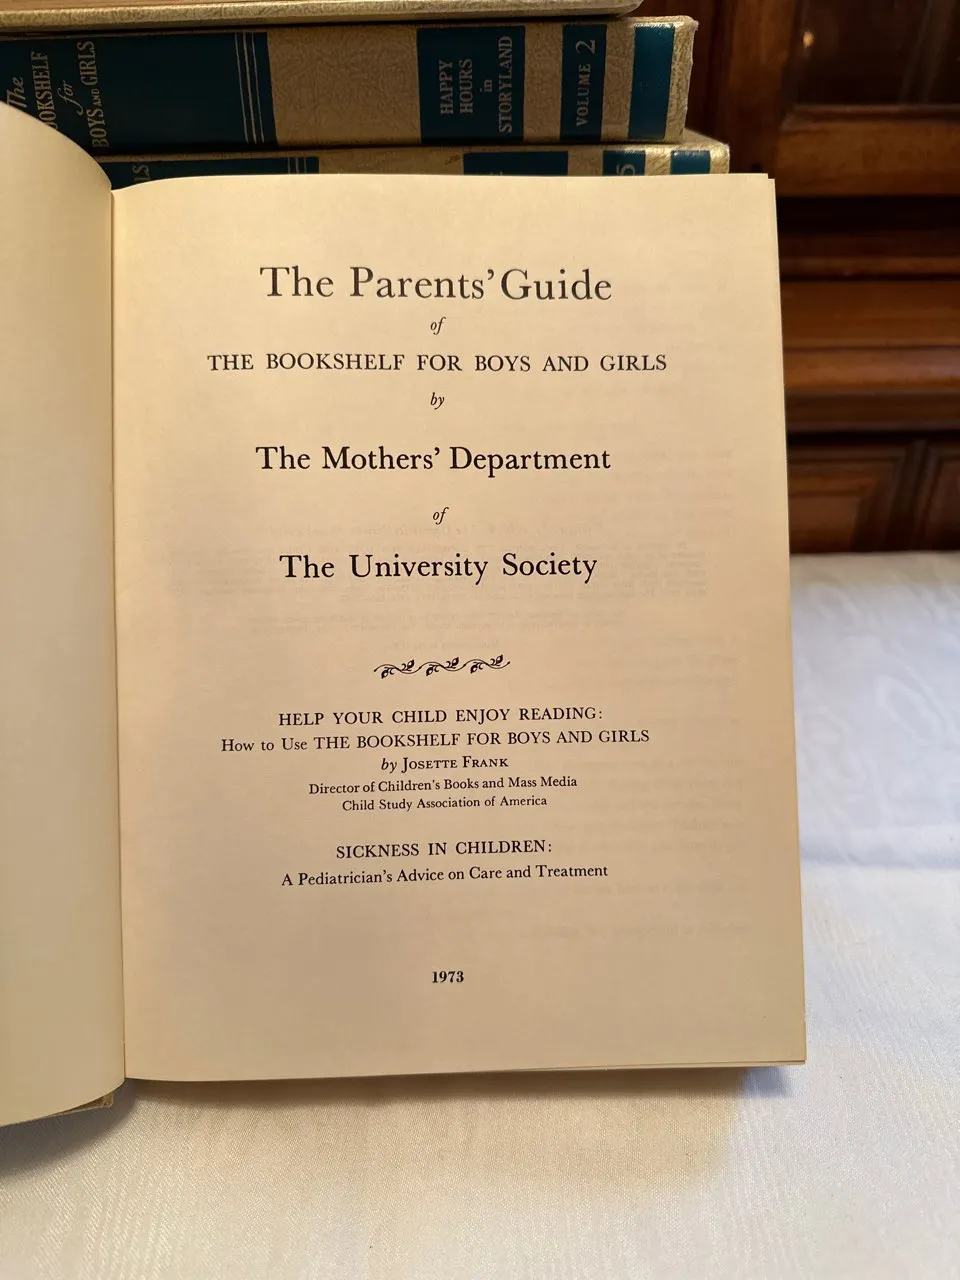 The
BOOKSHELF
for
BOYS AND GIRLS
HAPPY
HOURS
in
STORYLAND
VOLUME 2
The Parents' Guide
of
THE BOOKSHELF FOR BOYS AND GIRLS
by
The Mothers' Department
of
The University Society
HELP YOUR CHILD ENJOY READING:
How to Use THE BOOKSHELF FOR BOYS AND GIRLS
by JOSETTE FRANK
Director of Children's Books and Mass Media
Child Study Association of America
SICKNESS IN CHILDREN:
A Pediatrician's Advice on Care and Treatment
1973